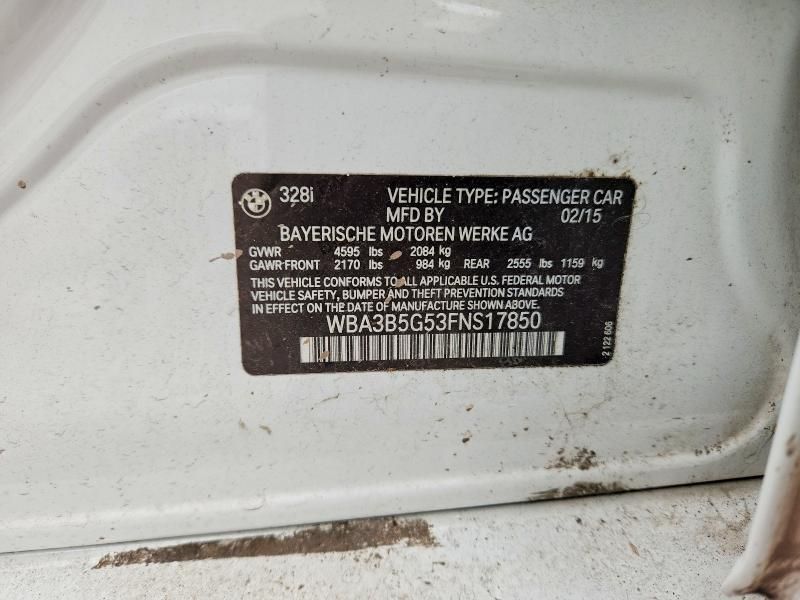 328i VEHICLE TYPE: PASSENGER CAR
MFD BY 02/15
BAYERISCHE MOTOREN WERKE AG
GVWR 4595 lbs 2084 kg
GAWR FRONT 2170 lbs 984 kg REAR 2555 lbs 1159 kg
THIS VEHICLE CONFORMS TO ALL APPLICABLE U.S. FEDERAL MOTOR
VEHICLE SAFETY, BUMPER AND THEFT PREVENTION STANDARDS IN
EFFECT ON THE DATE OF MANUFACTURE SHOWN ABOVE.
WBA3B5G53FNS17850
2 122 606